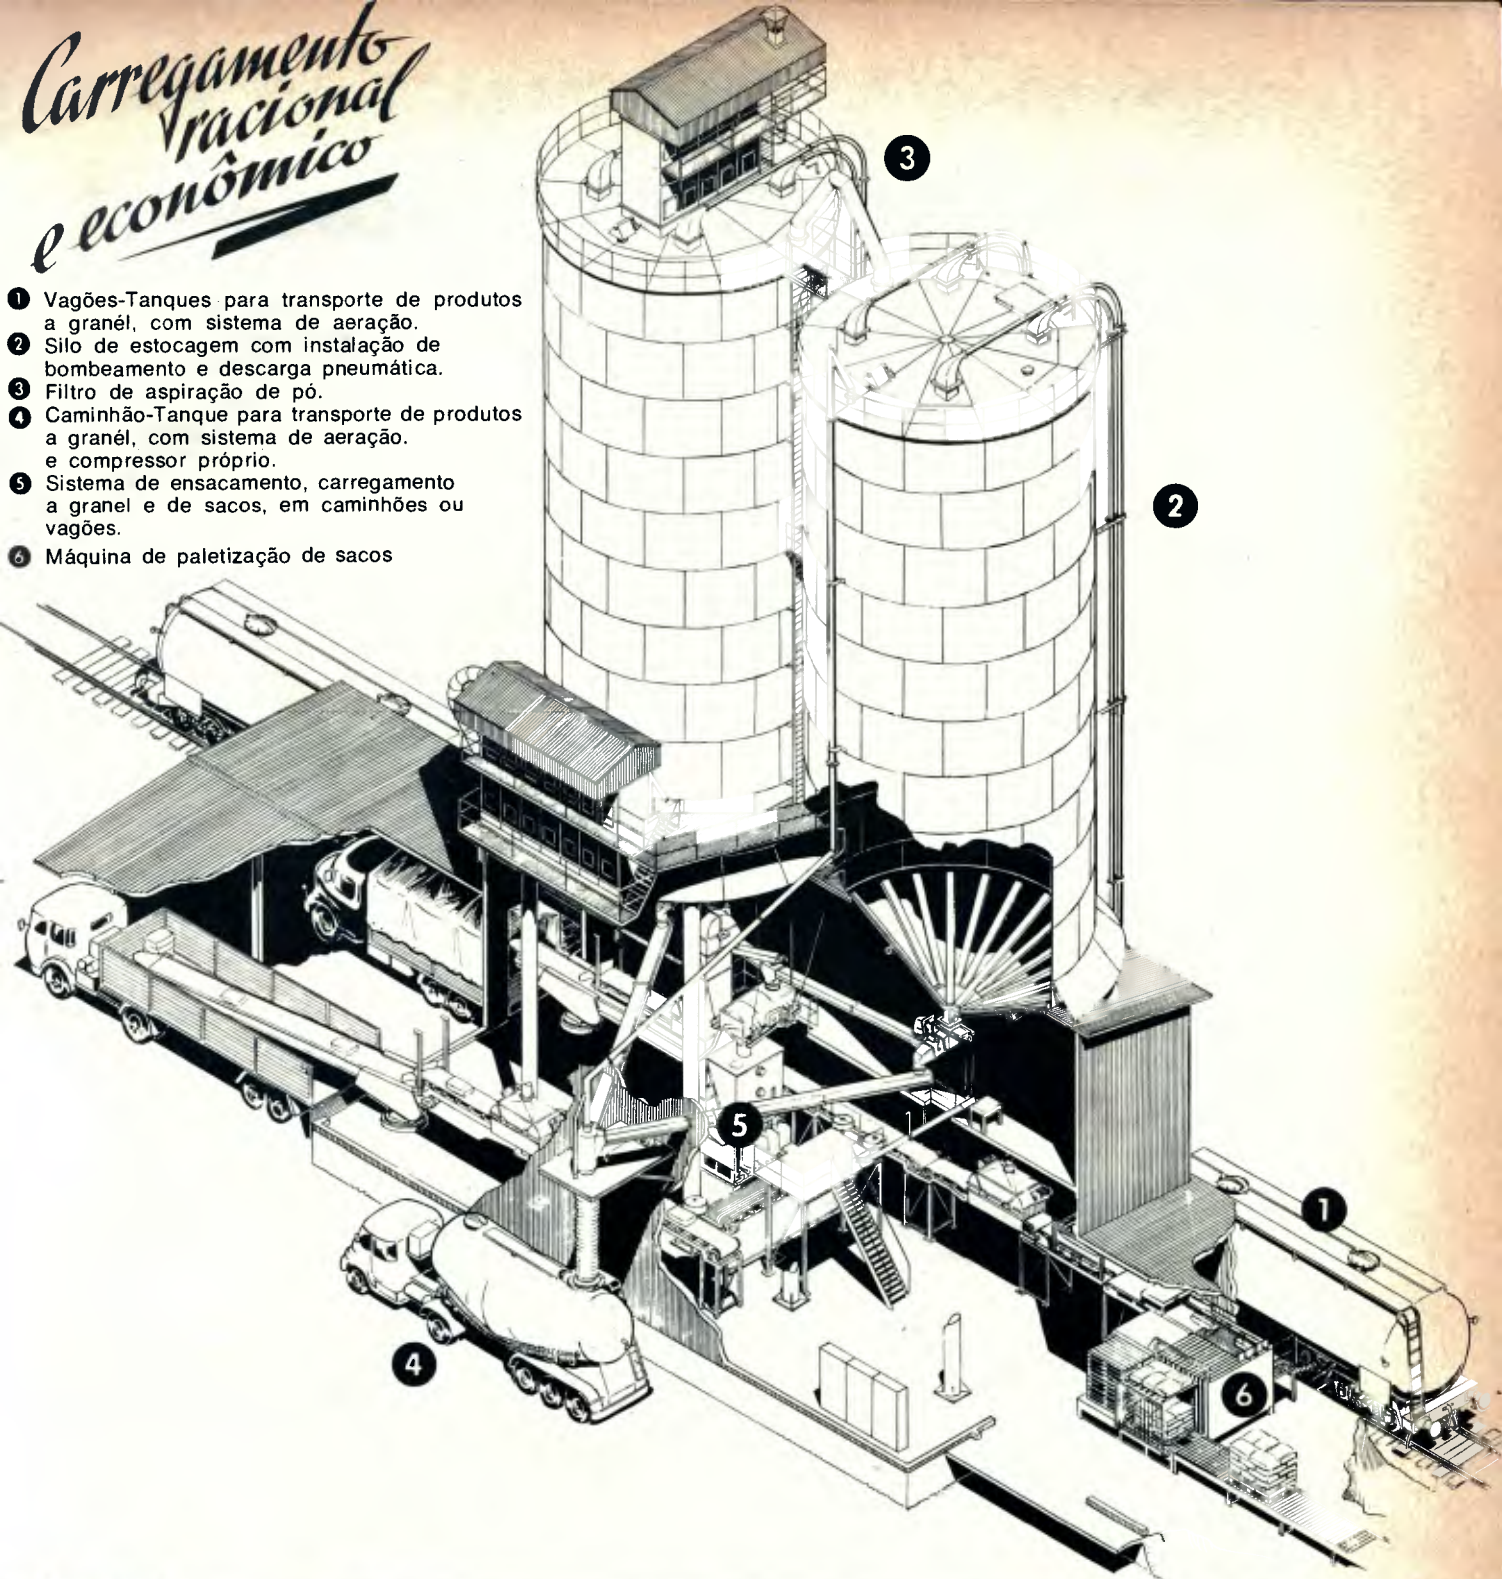 Carregamento
racional
e econômico
1 Vagões-Tanques para transporte de produtos
a granél, com sistema de aeração.
2 Silo de estocagem com instalação de
bombeamento e descarga pneumática.
3 Filtro de aspiração de pó.
4 Caminhão-Tanque para transporte de produtos
a granél, com sistema de aeração.
e compressor próprio.
5 Sistema de ensacamento, carregamento
a granel e de sacos, em caminhões ou
vagões.
6 Máquina de paletização de sacos
3
2
5
1
4
6